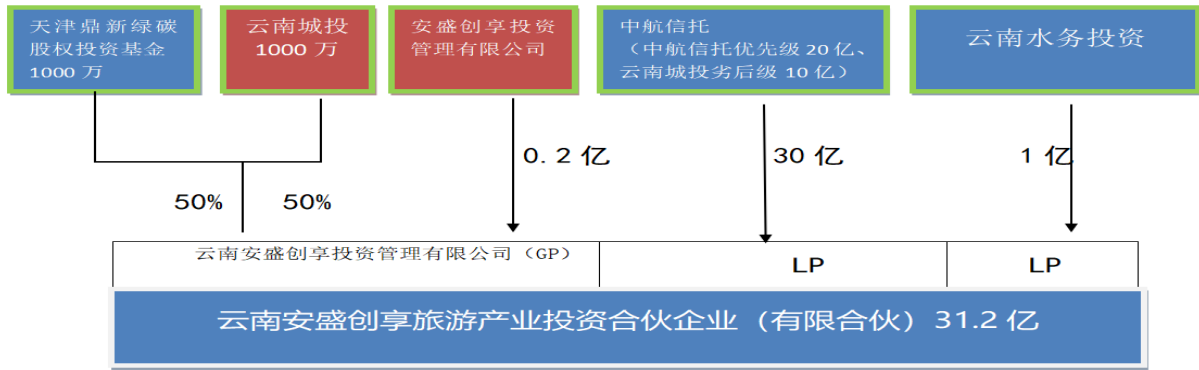 天津鼎新绿碳
股权投资基金
1000 万
云南城投
1000 万
安盛创享投资
管理有限公司
中航信托
（中航信托优先级 20 亿、
云南城投劣后级 10 亿）
云南水务投资
0.2 亿
30 亿
1 亿
50%
50%
云南安盛创享投资管理有限公司（GP）
LP
LP
云南安盛创享旅游产业投资合伙企业（有限合伙）31.2 亿